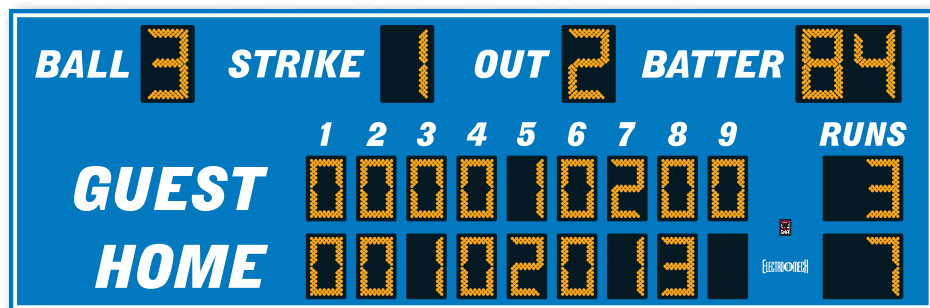 BALL 3 STRIKE 1 OUT 2 BATTER 84
1 2 3 4 5 6 7 8 9 RUNS
GUEST 0 0 0 0 1 0 2 0 0 3
HOME 0 0 1 0 2 0 1 3 7
ELECTRO-MECH